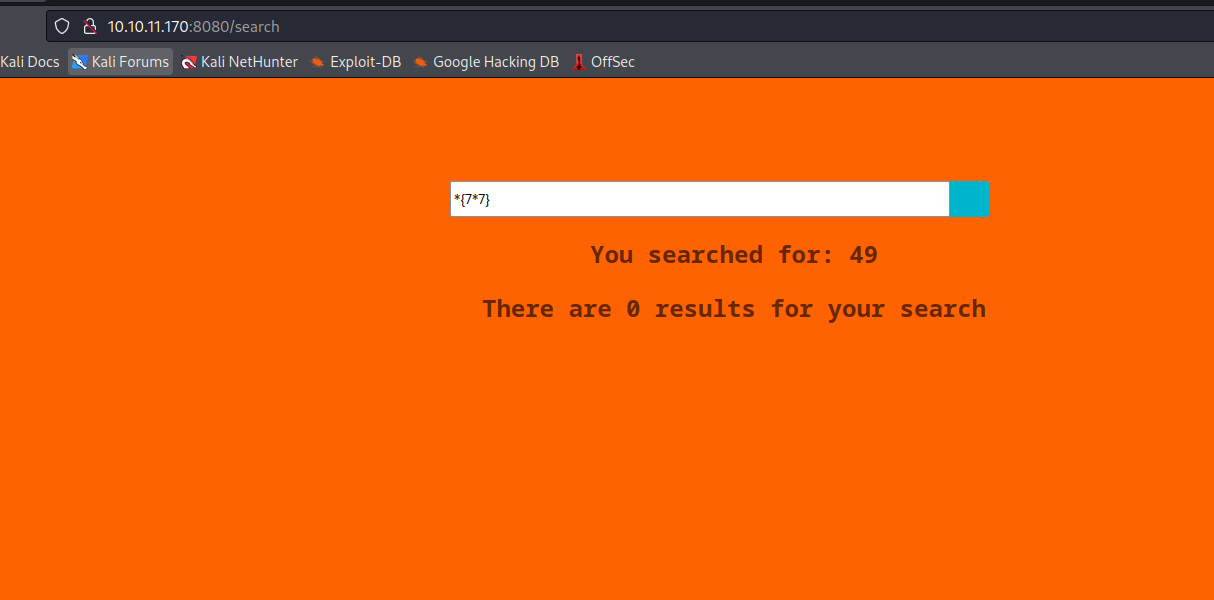 10.10.11.170:8080/search
Kali Docs Kali Forums Kali NetHunter Exploit-DB Google Hacking DB OffSec
*{7*7}
You searched for: 49
There are 0 results for your search